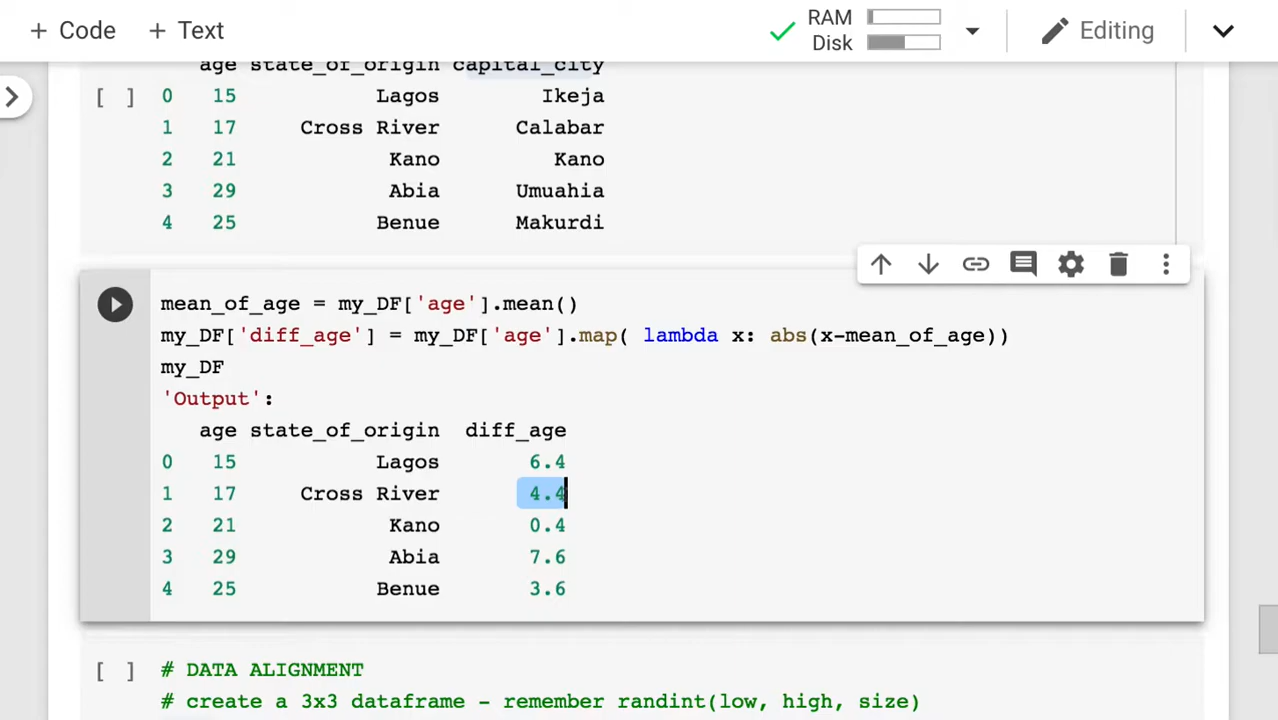 + Code + Text RAM Disk Editing
age state_of_origin capital_city
[ ] 0 15 Lagos Ikeja
1 17 Cross River Calabar
2 21 Kano Kano
3 29 Abia Umuahia
4 25 Benue Makurdi
mean_of_age = my_DF['age'].mean()
my_DF['diff_age'] = my_DF['age'].map( lambda x: abs(x-mean_of_age))
my_DF
'Output':
age state_of_origin diff_age
0 15 Lagos 6.4
1 17 Cross River 4.4
2 21 Kano 0.4
3 29 Abia 7.6
4 25 Benue 3.6
[ ] # DATA ALIGNMENT
# create a 3x3 dataframe - remember randint(low, high, size)